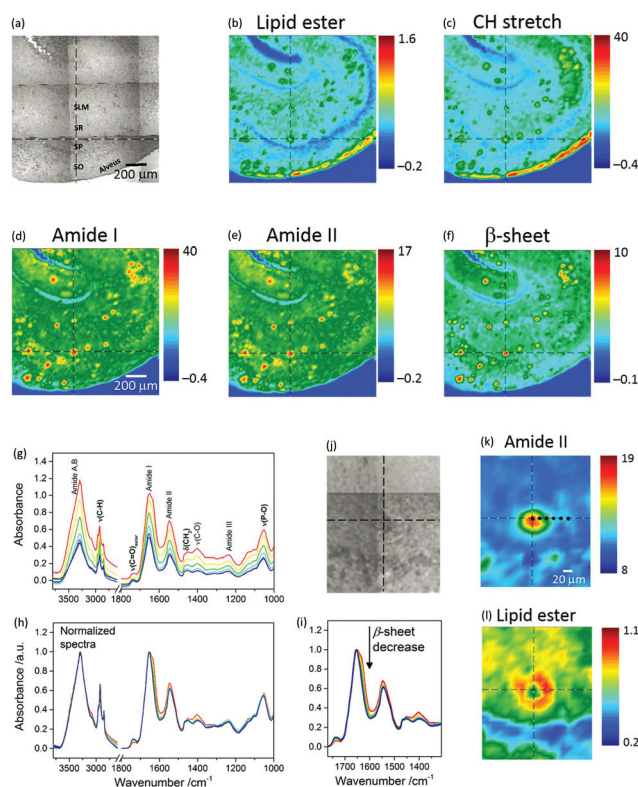 (a)
SLM
SR
SP
SO
Alveus
200 μm
(b)
Lipid ester
1.6
−0.2
(c)
CH stretch
40
−0.4
(d)
Amide I
200 μm
40
−0.4
(e)
Amide II
17
−0.2
(f)
β-sheet
10
−0.1
(g)
Absorbance
1.4
1.2
1.0
0.8
0.6
0.4
0.2
0.0
Amide A,B
ν(C-H)
ν(C=O)ester
Amide I
Amide II
δ(CH2)
ν(C-O)
Amide III
ν(P-O)
3500 3000 1800 1600 1400 1200 1000
(h)
Normalized
spectra
Absorbance /a.u.
1.4
1.2
1.0
0.8
0.6
0.4
0.2
0.0
3500 3000 1800 1600 1400 1200 1000
Wavenumber /cm−1
(i)
β-sheet
decrease
1.4
1.2
1.0
0.8
0.6
0.4
0.2
0.0
1700 1600 1500 1400
Wavenumber /cm−1
(j)
(k)
Amide II
20 μm
19
8
(l)
Lipid ester
1.1
0.2